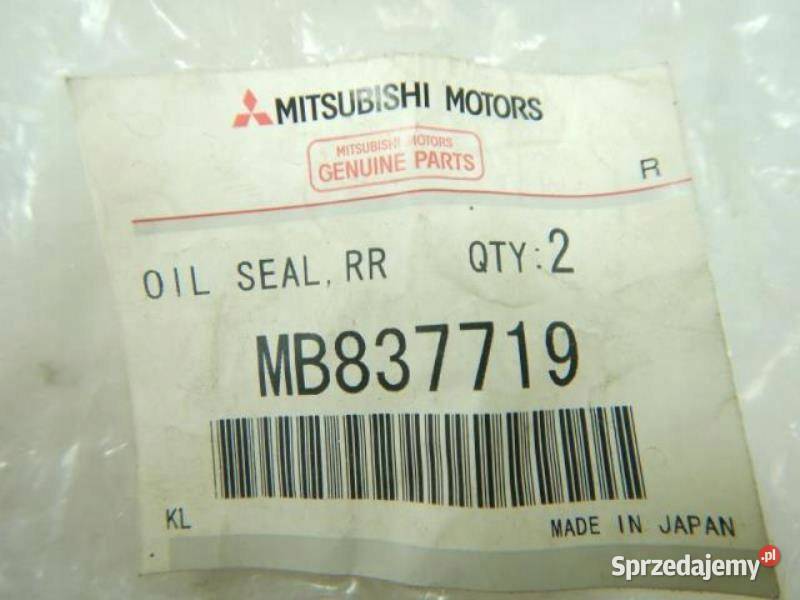 MITSUBISHI MOTORS
MITSUBISHI MOTORS
GENUINE PARTS
R
OIL SEAL, RR QTY:2
MB837719
KL MADE IN JAPAN
Sprzedajemy.pl